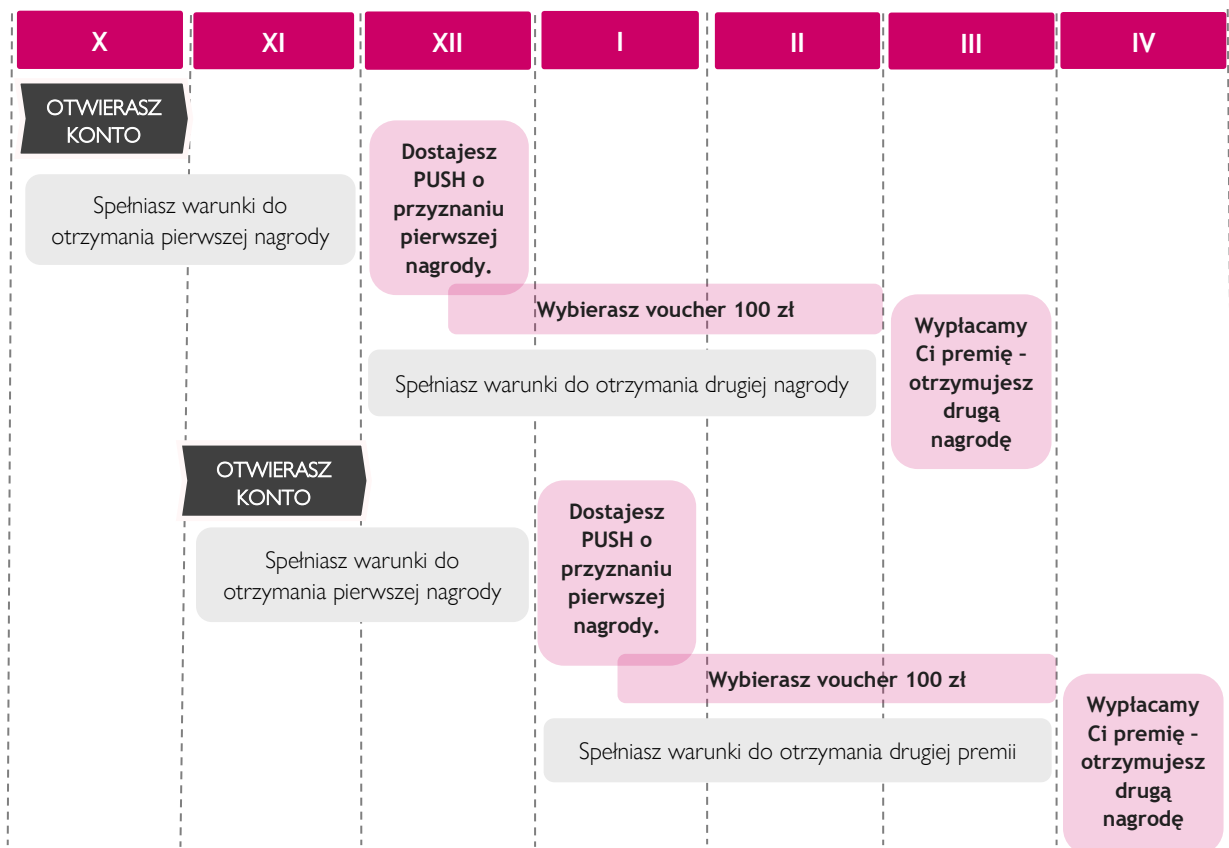 X XI XII I II III IV
OTWIERASZ
KONTO
Spełniasz warunki do
otrzymania pierwszej nagrody
Dostajesz
PUSH o
przyznaniu
pierwszej
nagrody.
Wybierasz voucher 100 zł
Spełniasz warunki do otrzymania drugiej nagrody
Wypłacamy
Ci premię –
otrzymujesz
drugą
nagrodę
OTWIERASZ
KONTO
Spełniasz warunki do
otrzymania pierwszej nagrody
Dostajesz
PUSH o
przyznaniu
pierwszej
nagrody.
Wybierasz voucher 100 zł
Spełniasz warunki do otrzymania drugiej premii
Wypłacamy
Ci premię –
otrzymujesz
drugą
nagrodę